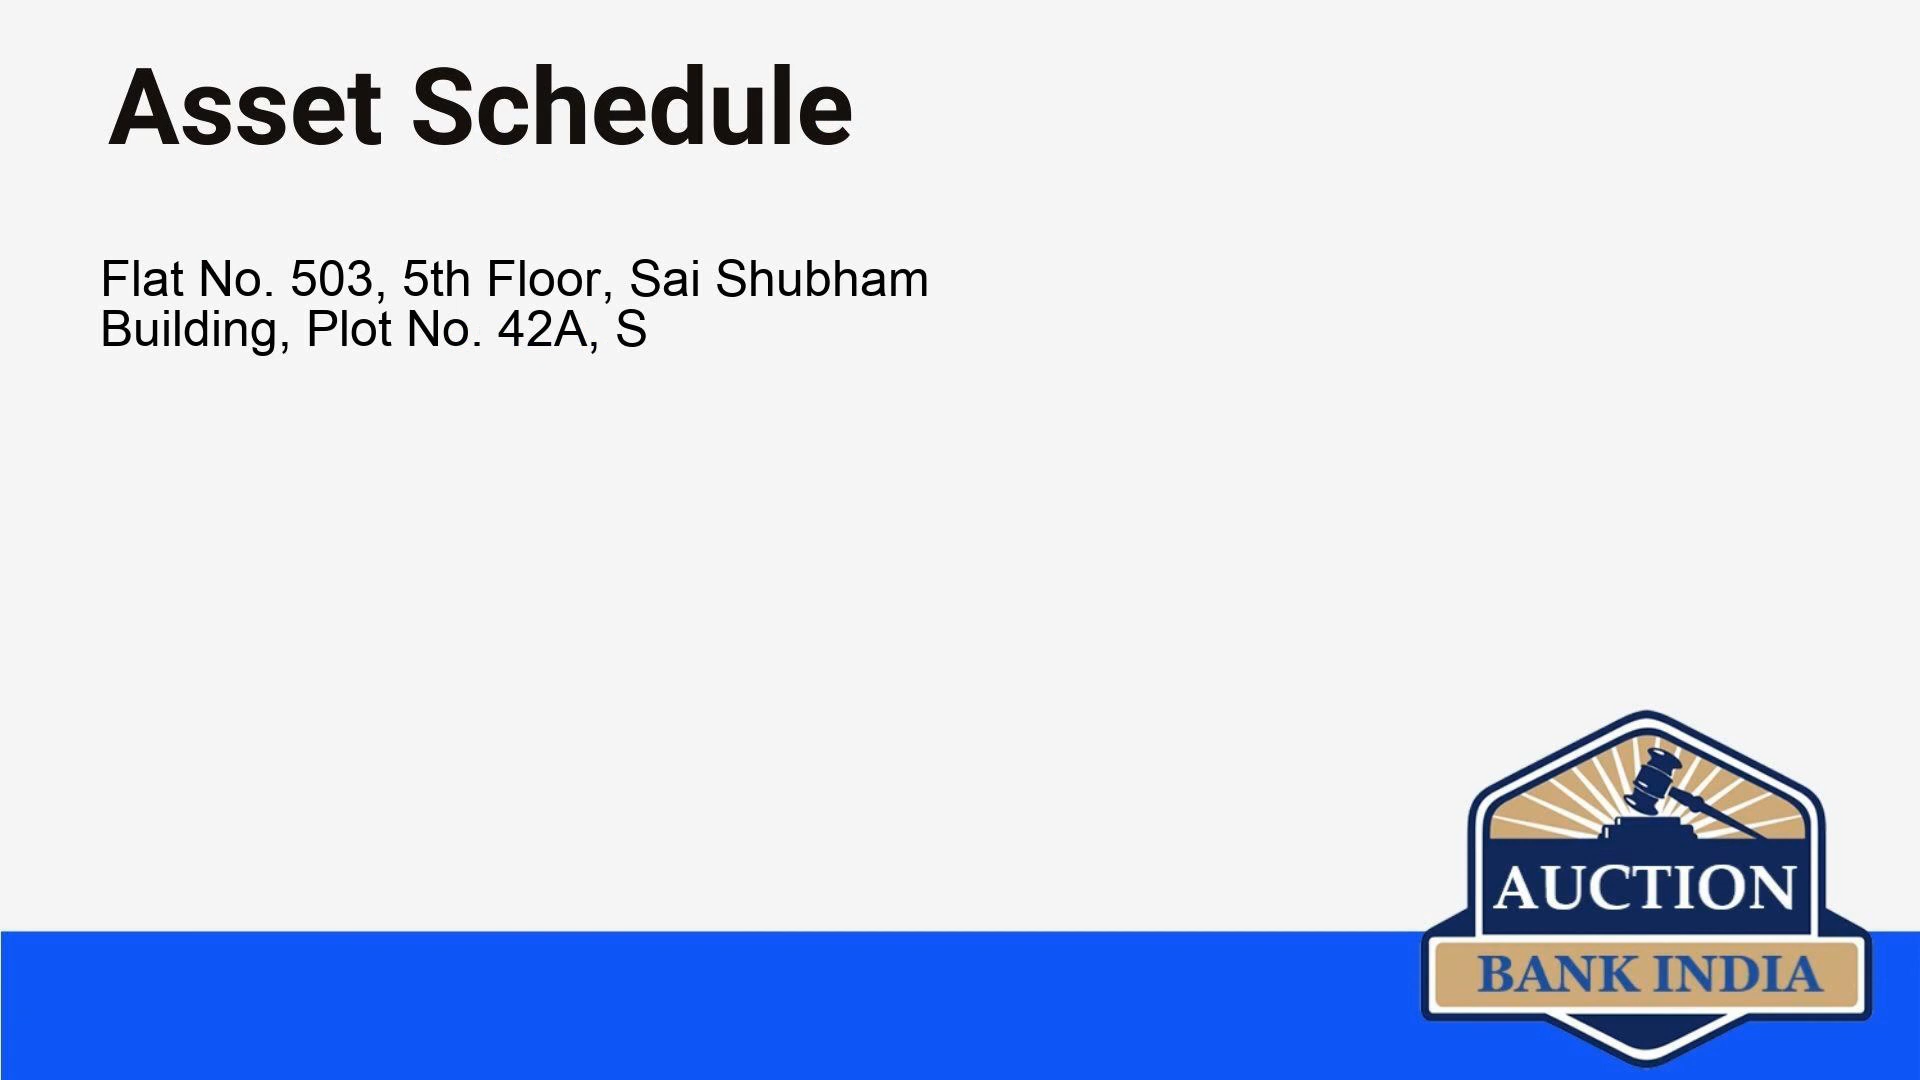 Asset Schedule
Flat No. 503, 5th Floor, Sai Shubham
Building, Plot No. 42A, S
AUCTION
BANK INDIA